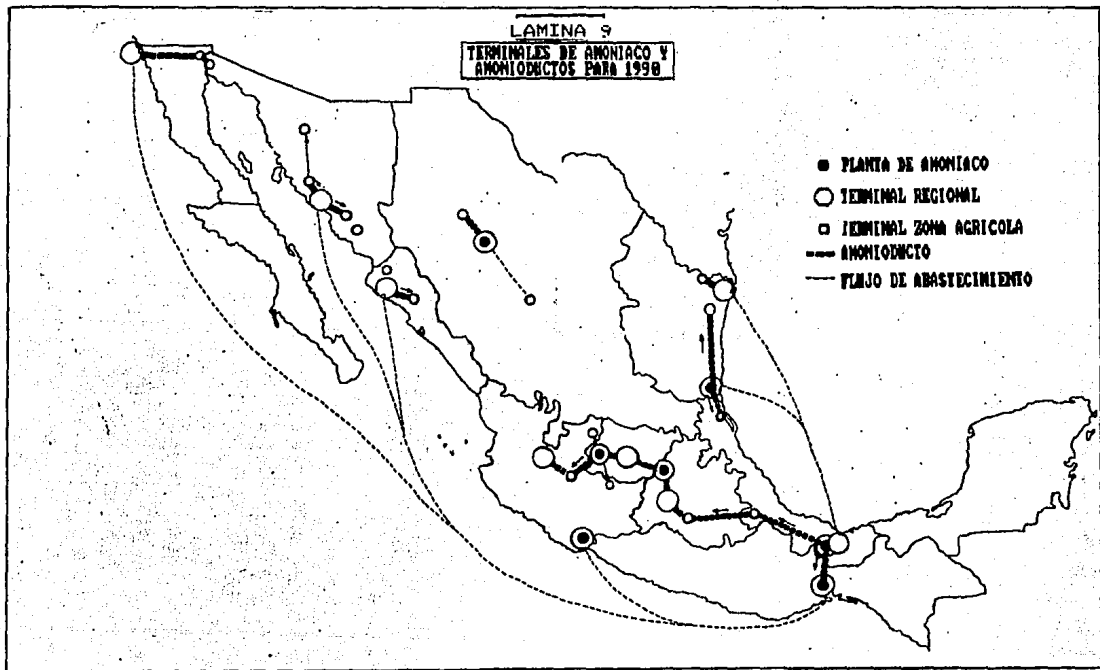 LAMINA 9
TERMINALES DE AMONIACO Y
AMONIODUCTOS PARA 1990
PLANTA DE AMONIACO
TERMINAL REGIONAL
TERMINAL ZONA AGRICOLA
AMONIODUCTO
FLUJO DE ABASTECIMIENTO